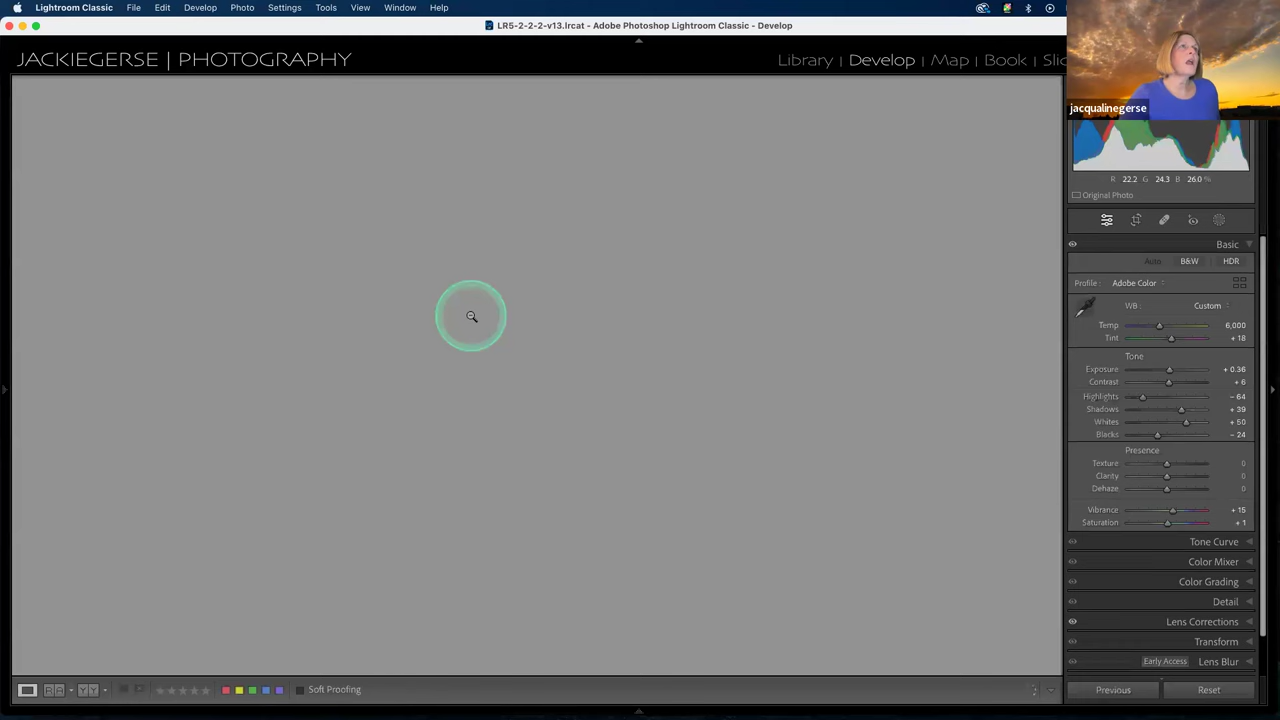 Lightroom Classic File Edit Develop Photo Settings Tools View Window Help
LR5-2-2-2-v13.lrcat - Adobe Photoshop Lightroom Classic - Develop
JACKIEGERSE | PHOTOGRAPHY
Library | Develop | Map | Book |
jacqualinegerse
R 22.2 G 24.3 B 26.0 %
Original Photo
Basic
Auto B&W HDR
Profile: Adobe Color
WB: Custom
Temp 6,000
Tint + 18
Tone
Exposure + 0.36
Contrast + 6
Highlights - 64
Shadows + 39
Whites + 50
Blacks - 24
Presence
Texture 0
Clarity 0
Dehaze 0
Vibrance + 15
Saturation + 1
Tone Curve
Color Mixer
Color Grading
Detail
Lens Corrections
Transform
Early Access Lens Blur
RA YY Soft Proofing
Previous Reset